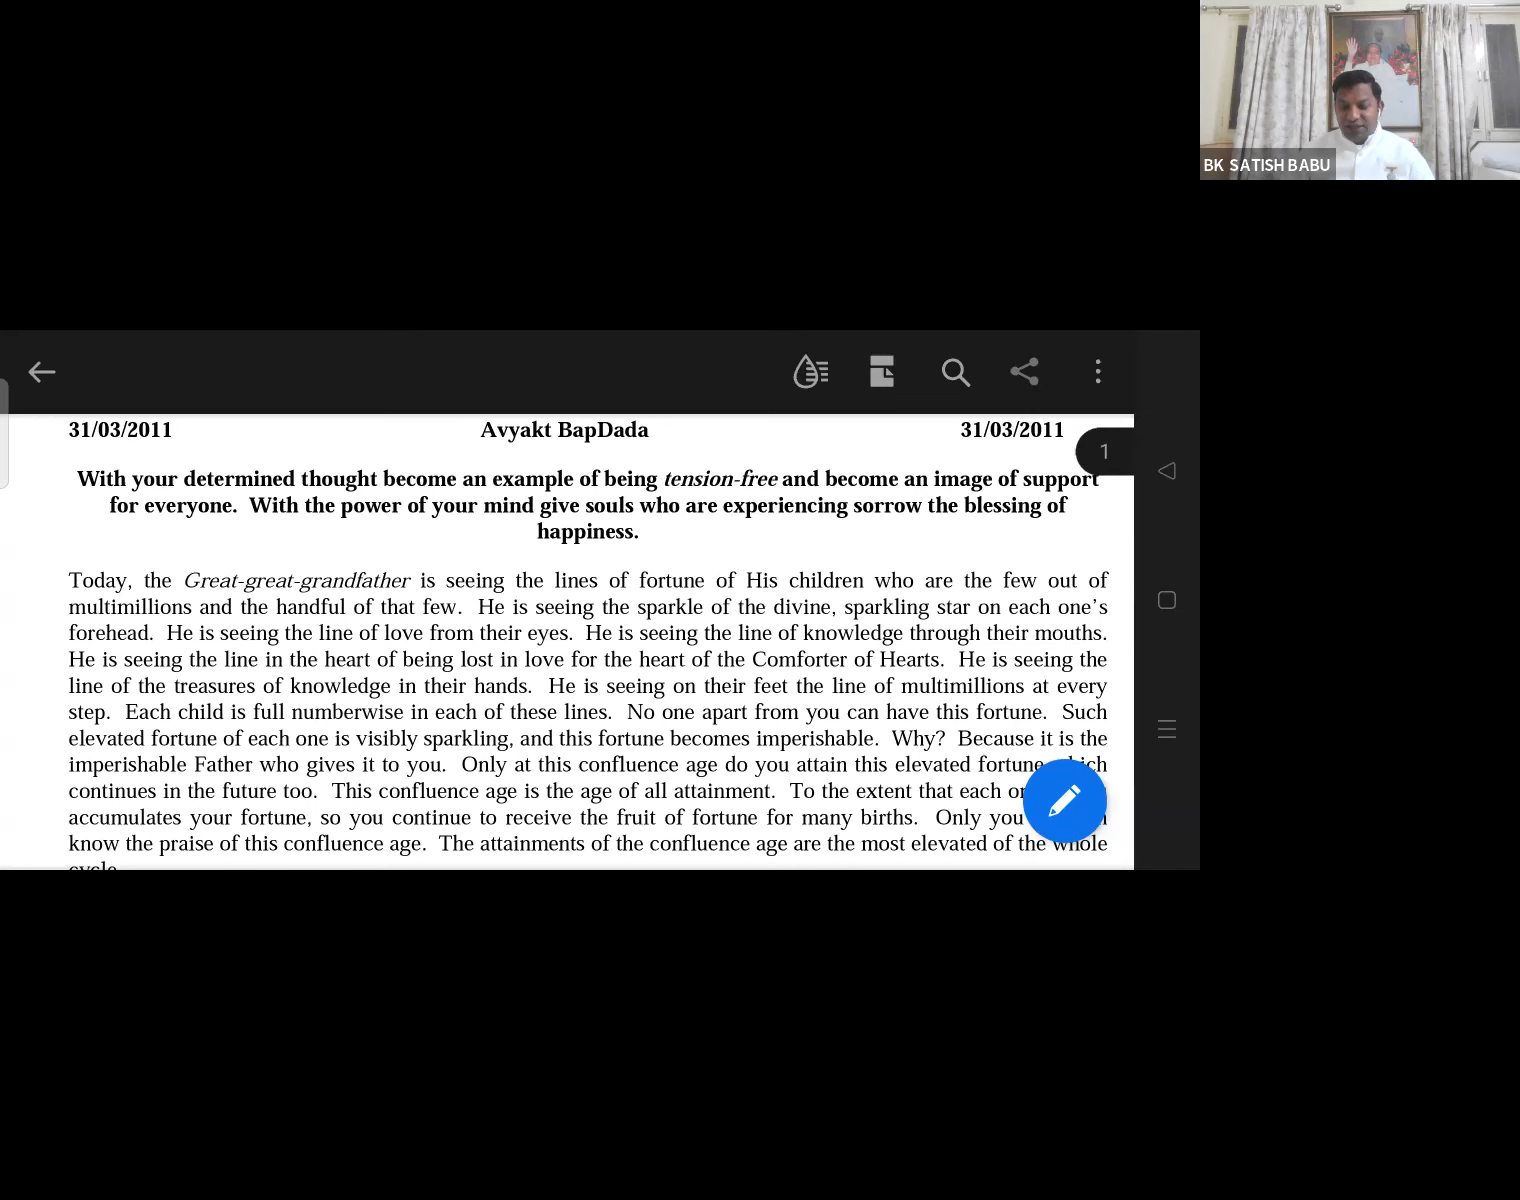 BK SATISH BABU
31/03/2011 Avyakt BapDada 31/03/2011
1
With your determined thought become an example of being tension-free and become an image of support
for everyone. With the power of your mind give souls who are experiencing sorrow the blessing of
happiness.
Today, the Great-great-grandfather is seeing the lines of fortune of His children who are the few out of
multimillions and the handful of that few. He is seeing the sparkle of the divine, sparkling star on each one's
forehead. He is seeing the line of love from their eyes. He is seeing the line of knowledge through their mouths.
He is seeing the line in the heart of being lost in love for the heart of the Comforter of Hearts. He is seeing the
line of the treasures of knowledge in their hands. He is seeing on their feet the line of multimillions at every
step. Each child is full numberwise in each of these lines. No one apart from you can have this fortune. Such
elevated fortune of each one is visibly sparkling, and this fortune becomes imperishable. Why? Because it is the
imperishable Father who gives it to you. Only at this confluence age do you attain this elevated fortune which
continues in the future too. This confluence age is the age of all attainment. To the extent that each
accumulates your fortune, so you continue to receive the fruit of fortune for many births. Only you
know the praise of this confluence age. The attainments of the confluence age are the most elevated of the whole
cycle.